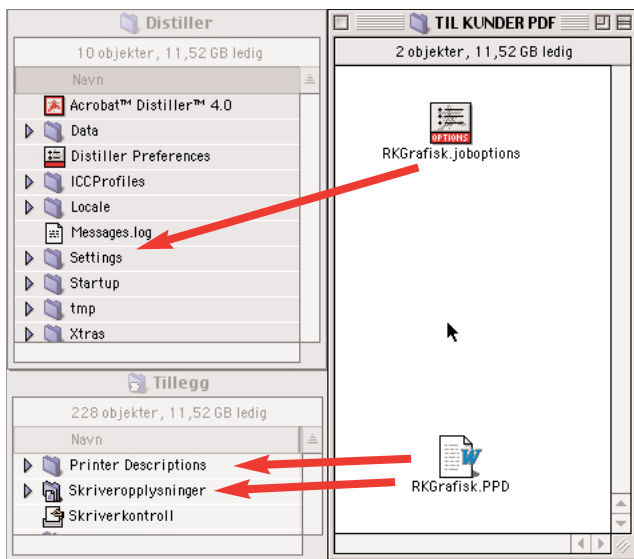 Distiller
10 objekter, 11,52 GB ledig
Navn
Acrobat™ Distiller™ 4.0
Data
Distiller Preferences
ICCProfiles
Locale
Messages.log
Settings
Startup
tmp
Xtras
Tillegg
228 objekter, 11,52 GB ledig
Navn
Printer Descriptions
Skriveropplysninger
Skriverkontroll
TIL KUNDER PDF
2 objekter, 11,52 GB ledig
OPTIONS
RKGrafisk.joboptions
W
RKGrafisk.PPD